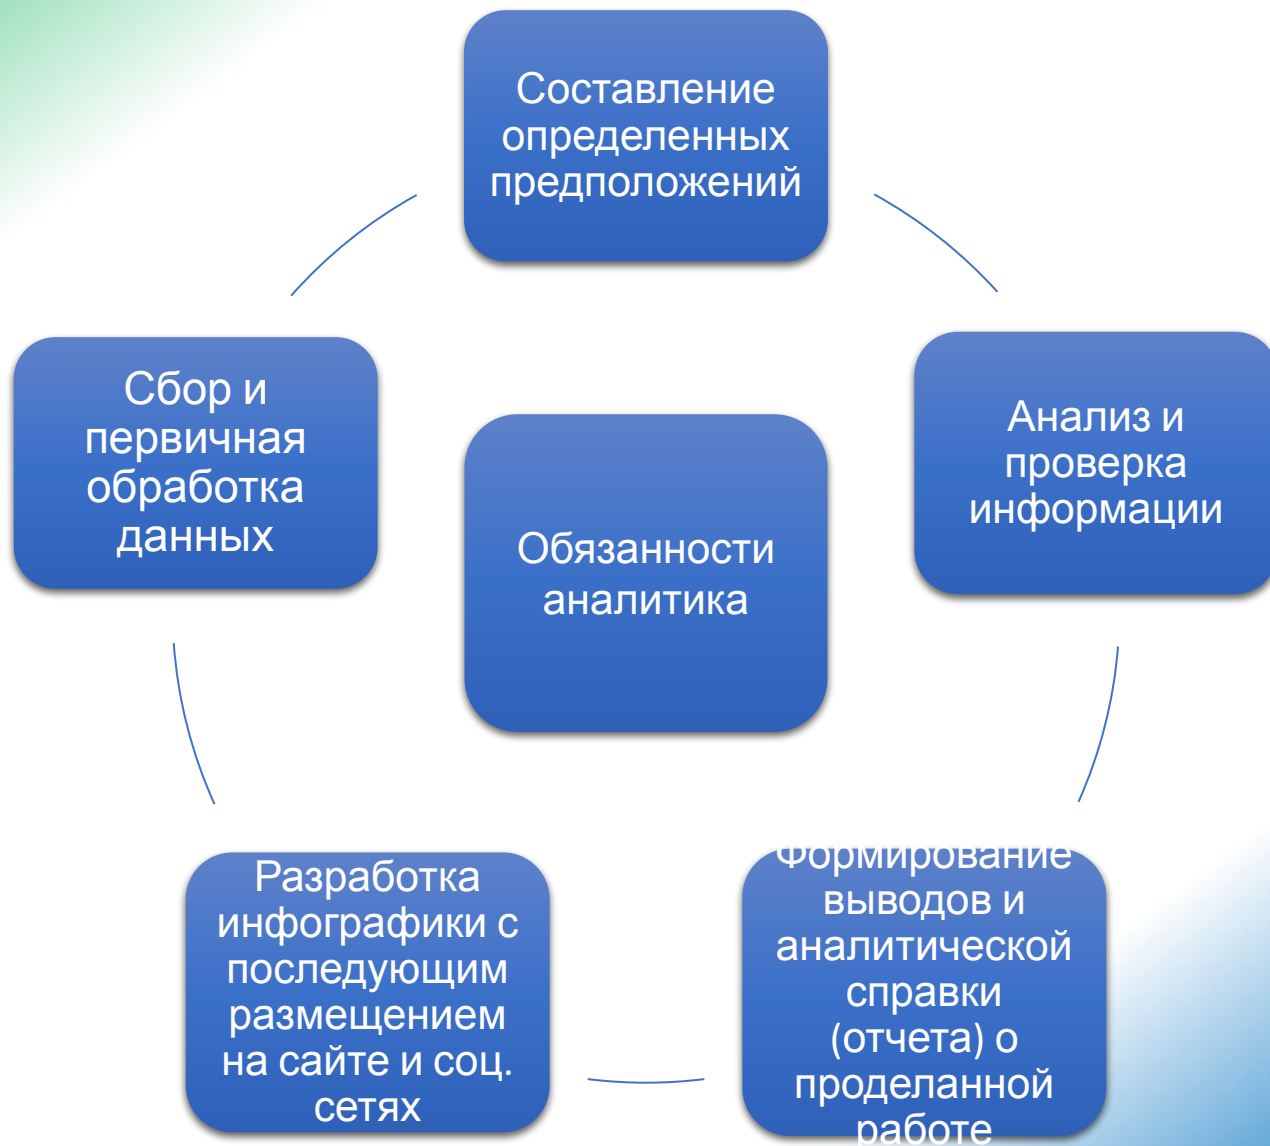 Составление
определенных
предположений
Сбор и
первичная
обработка
данных
Обязанности
аналитика
Анализ и
проверка
информации
Разработка
инфографики с
последующим
размещением
на сайте и соц.
сетях
Формирование
выводов и
аналитической
справки
(отчета) о
проделанной
работе